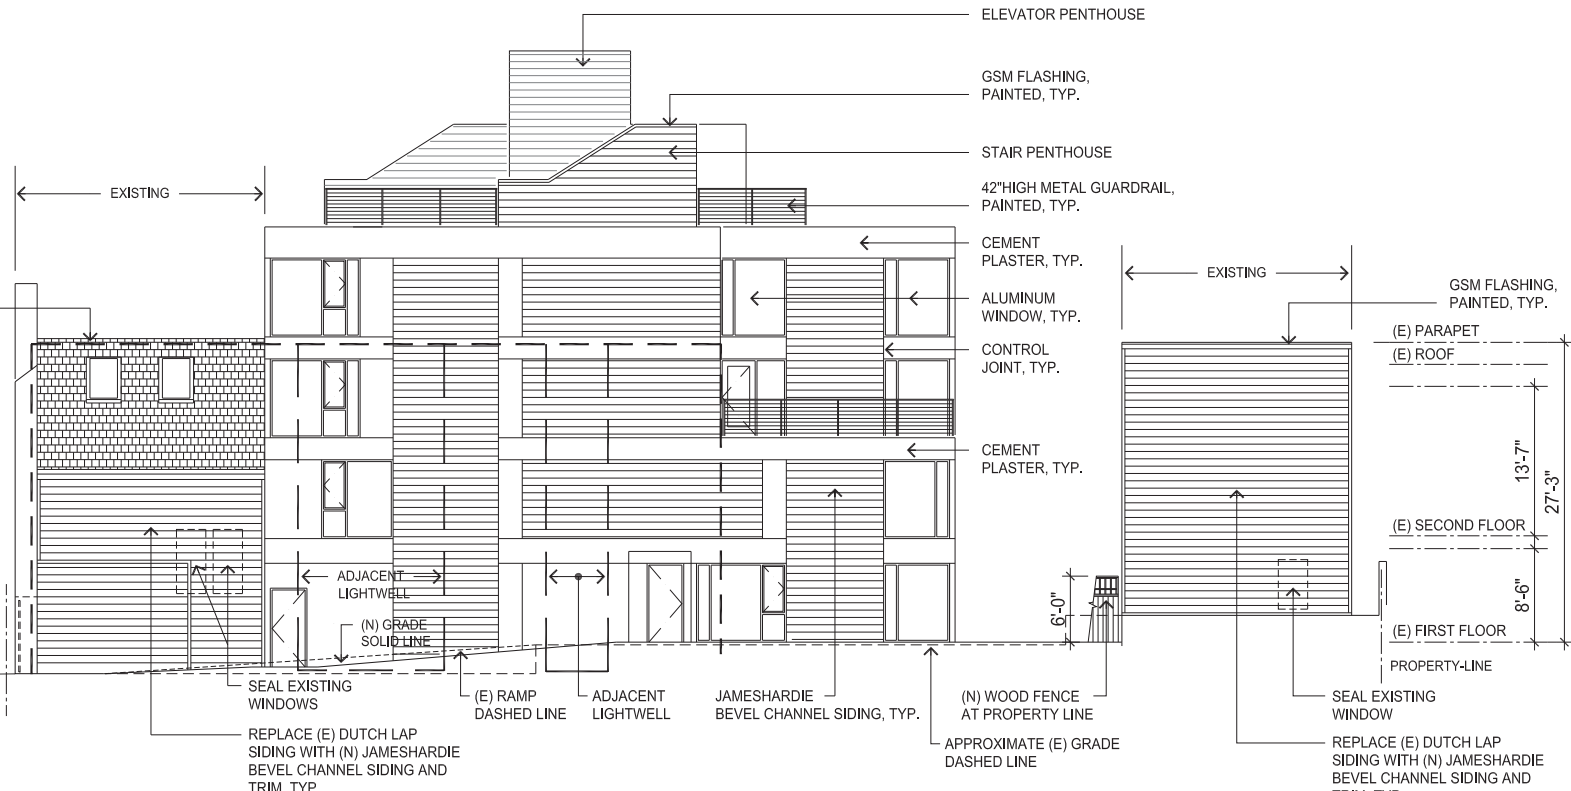 ELEVATOR PENTHOUSE
GSM FLASHING,
PAINTED, TYP.
STAIR PENTHOUSE
42"HIGH METAL GUARDRAIL,
PAINTED, TYP.
EXISTING
CEMENT
PLASTER, TYP.
ALUMINUM
WINDOW, TYP.
CONTROL
JOINT, TYP.
CEMENT
PLASTER, TYP.
EXISTING
GSM FLASHING,
PAINTED, TYP.
(E) PARAPET
(E) ROOF
13'-7"
27'-3"
(E) SECOND FLOOR
8'-6"
6'-0"
(E) FIRST FLOOR
PROPERTY-LINE
ADJACENT
LIGHTWELL
(N) GRADE
SOLID LINE
SEAL EXISTING
WINDOWS
(E) RAMP
DASHED LINE
ADJACENT
LIGHTWELL
JAMESHARDIE
BEVEL CHANNEL SIDING, TYP.
(N) WOOD FENCE
AT PROPERTY LINE
SEAL EXISTING
WINDOW
REPLACE (E) DUTCH LAP
SIDING WITH (N) JAMESHARDIE
BEVEL CHANNEL SIDING AND
TRIM, TYP
APPROXIMATE (E) GRADE
DASHED LINE
REPLACE (E) DUTCH LAP
SIDING WITH (N) JAMESHARDIE
BEVEL CHANNEL SIDING AND